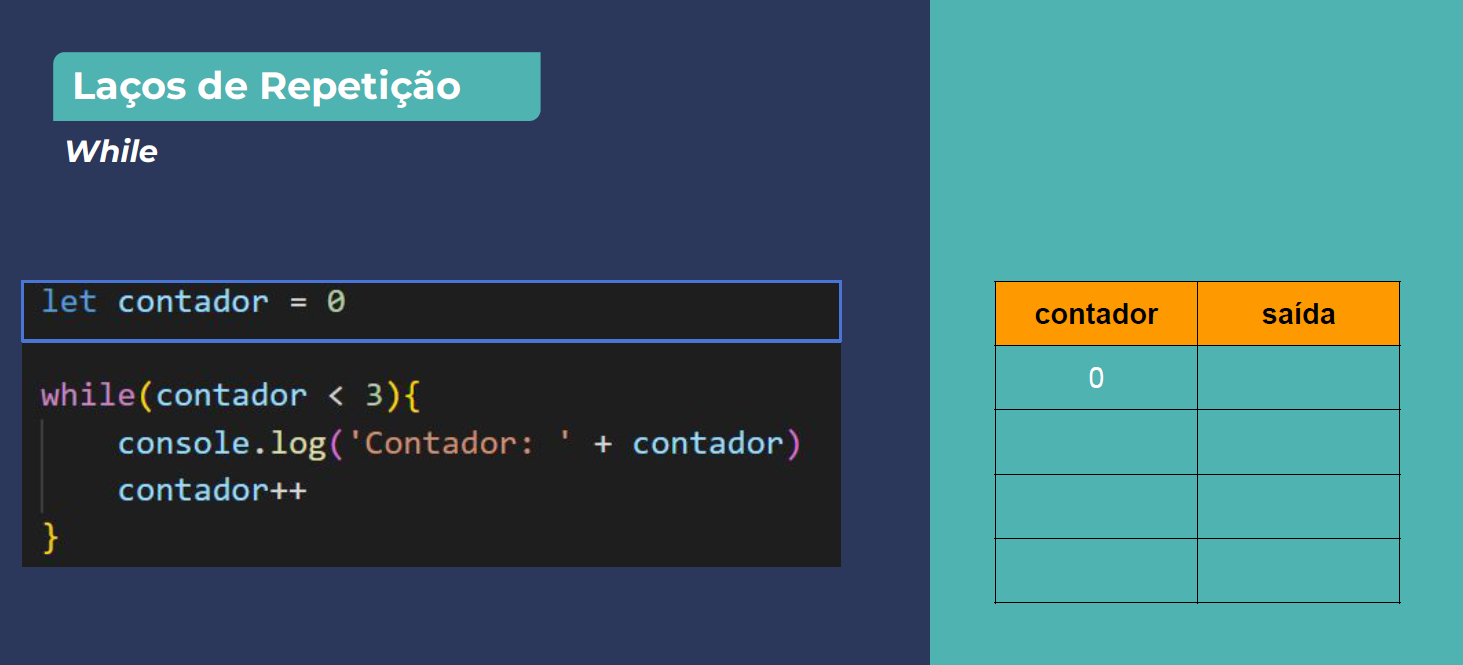 Laços de Repetição
While
let contador = 0
while(contador < 3){
    console.log('Contador: ' + contador)
    contador++
}
contador saída
0